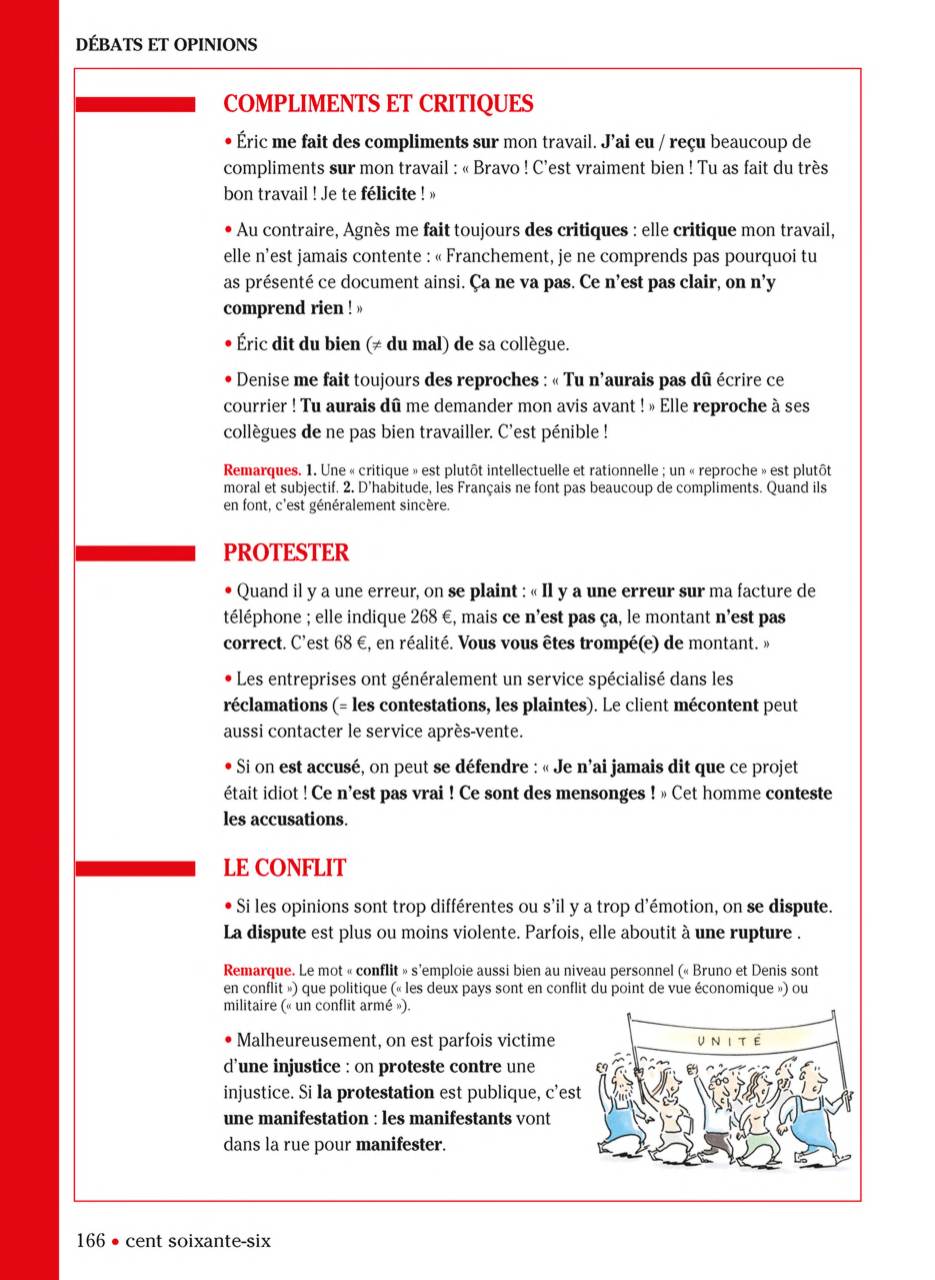 DÉBATS ET OPINIONS
COMPLIMENTS ET CRITIQUES
• Éric me fait des compliments sur mon travail. J'ai eu / reçu beaucoup de
compliments sur mon travail : « Bravo ! C'est vraiment bien ! Tu as fait du très
bon travail ! Je te félicite ! »
• Au contraire, Agnès me fait toujours des critiques : elle critique mon travail,
elle n'est jamais contente : « Franchement, je ne comprends pas pourquoi tu
as présenté ce document ainsi. Ça ne va pas. Ce n'est pas clair, on n'y
comprend rien ! »
• Éric dit du bien (≠ du mal) de sa collègue.
• Denise me fait toujours des reproches : « Tu n'aurais pas dû écrire ce
courrier ! Tu aurais dû me demander mon avis avant ! » Elle reproche à ses
collègues de ne pas bien travailler. C'est pénible !
Remarques. 1. Une « critique » est plutôt intellectuelle et rationnelle ; un « reproche » est plutôt
moral et subjectif. 2. D'habitude, les Français ne font pas beaucoup de compliments. Quand ils
en font, c'est généralement sincère.
PROTESTER
• Quand il y a une erreur, on se plaint : « Il y a une erreur sur ma facture de
téléphone ; elle indique 268 €, mais ce n'est pas ça, le montant n'est pas
correct. C'est 68 €, en réalité. Vous vous êtes trompé(e) de montant. »
• Les entreprises ont généralement un service spécialisé dans les
réclamations (= les contestations, les plaintes). Le client mécontent peut
aussi contacter le service après-vente.
• Si on est accusé, on peut se défendre : « Je n'ai jamais dit que ce projet
était idiot ! Ce n'est pas vrai ! Ce sont des mensonges ! » Cet homme conteste
les accusations.
LE CONFLIT
• Si les opinions sont trop différentes ou s'il y a trop d'émotion, on se dispute.
La dispute est plus ou moins violente. Parfois, elle aboutit à une rupture .
Remarque. Le mot « conflit » s'emploie aussi bien au niveau personnel (« Bruno et Denis sont
en conflit ») que politique (« les deux pays sont en conflit du point de vue économique ») ou
militaire (« un conflit armé »).
• Malheureusement, on est parfois victime
d'une injustice : on proteste contre une
injustice. Si la protestation est publique, c'est
une manifestation : les manifestants vont
dans la rue pour manifester.
UNITÉ
166 • cent soixante-six